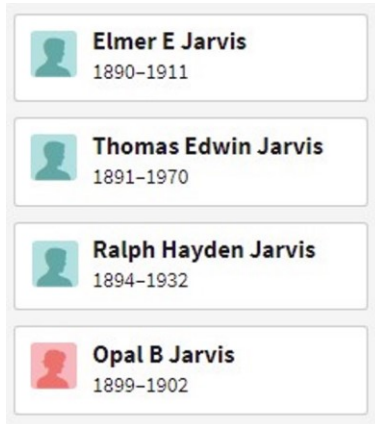 Elmer E Jarvis
1890–1911
Thomas Edwin Jarvis
1891–1970
Ralph Hayden Jarvis
1894–1932
Opal B Jarvis
1899–1902